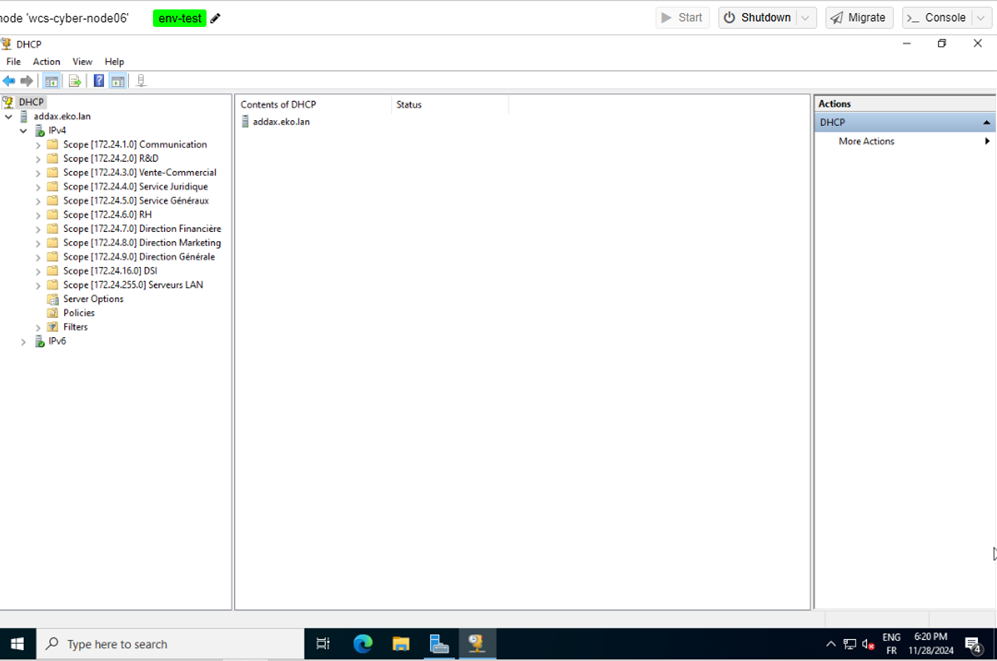 node 'wcs-cyber-node06' env-test Start Shutdown Migrate >_ Console
DHCP
File Action View Help
DHCP
addax.eko.lan
IPv4
Scope [172.24.1.0] Communication
Scope [172.24.2.0] R&D
Scope [172.24.3.0] Vente-Commercial
Scope [172.24.4.0] Service Juridique
Scope [172.24.5.0] Service Généraux
Scope [172.24.6.0] RH
Scope [172.24.7.0] Direction Financière
Scope [172.24.8.0] Direction Marketing
Scope [172.24.9.0] Direction Générale
Scope [172.24.16.0] DSI
Scope [172.24.255.0] Serveurs LAN
Server Options
Policies
Filters
IPv6
Contents of DHCP Status
addax.eko.lan
Actions
DHCP
More Actions
Type here to search
ENG
FR
6:20 PM
11/28/2024
4